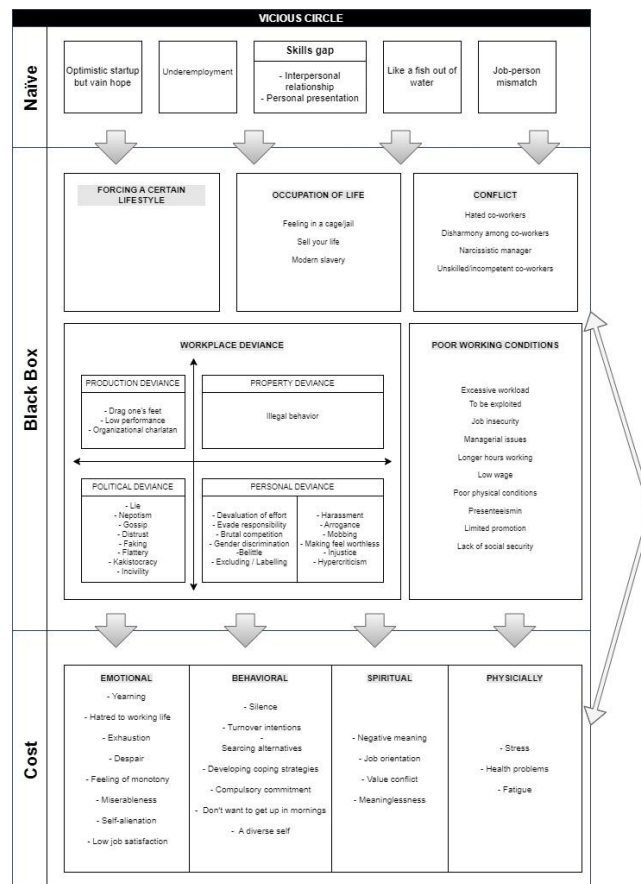 VICIOUS CIRCLE
Naïve
Optimistic startup
but vain hope
Underemployment
Skills gap
- Interpersonal
relationship
- Personal presentation
Like a fish out of
water
Job-person
mismatch
Black Box
FORCING A CERTAIN
LIFESTYLE
OCCUPATION OF LIFE
Feeling in a cage/jail
Sell your life
Modern slavery
CONFLICT
Hated co-workers
Disharmony among co-workers
Narcissistic manager
Unskilled/incompetent co-workers
WORKPLACE DEVIANCE
PRODUCTION DEVIANCE
- Drag one's feet
- Low performance
- Organizational charlatan
PROPERTY DEVIANCE
Illegal behavior
POLITICAL DEVIANCE
- Lie
- Nepotism
- Gossip
- Distrust
- Faking
- Flattery
- Kakistocracy
- Incivility
PERSONAL DEVIANCE
- Devaluation of effort
- Evade responsibility
- Brutal competition
- Gender discrimination
-Belittle
- Excluding / Labelling
- Harassment
- Arrogance
- Mobbing
- Making feel worthless
- Injustice
- Hypercriticism
POOR WORKING CONDITIONS
Excessive workload
To be exploited
Job insecurity
Managerial issues
Longer hours working
Low wage
Poor physical conditions
Presenteeismin
Limited promotion
Lack of social security
Cost
EMOTIONAL
- Yearning
- Hatred to working life
- Exhaustion
- Despair
- Feeling of monotony
- Miserableness
- Self-alienation
- Low job satisfaction
BEHAVIORAL
- Silence
- Turnover intentions
-
Searcing alternatives
- Developing coping strategies
- Compulsory commitment
- Don't want to get up in mornings
- A diverse self
SPIRITUAL
- Negative meaning
- Job orientation
- Value conflict
- Meaninglessness
PHYSICIALLY
- Stress
- Health problems
- Fatigue